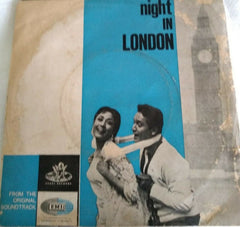 night
IN
LONDON
FROM THE
ORIGINAL
SOUNDTRACK
EMI